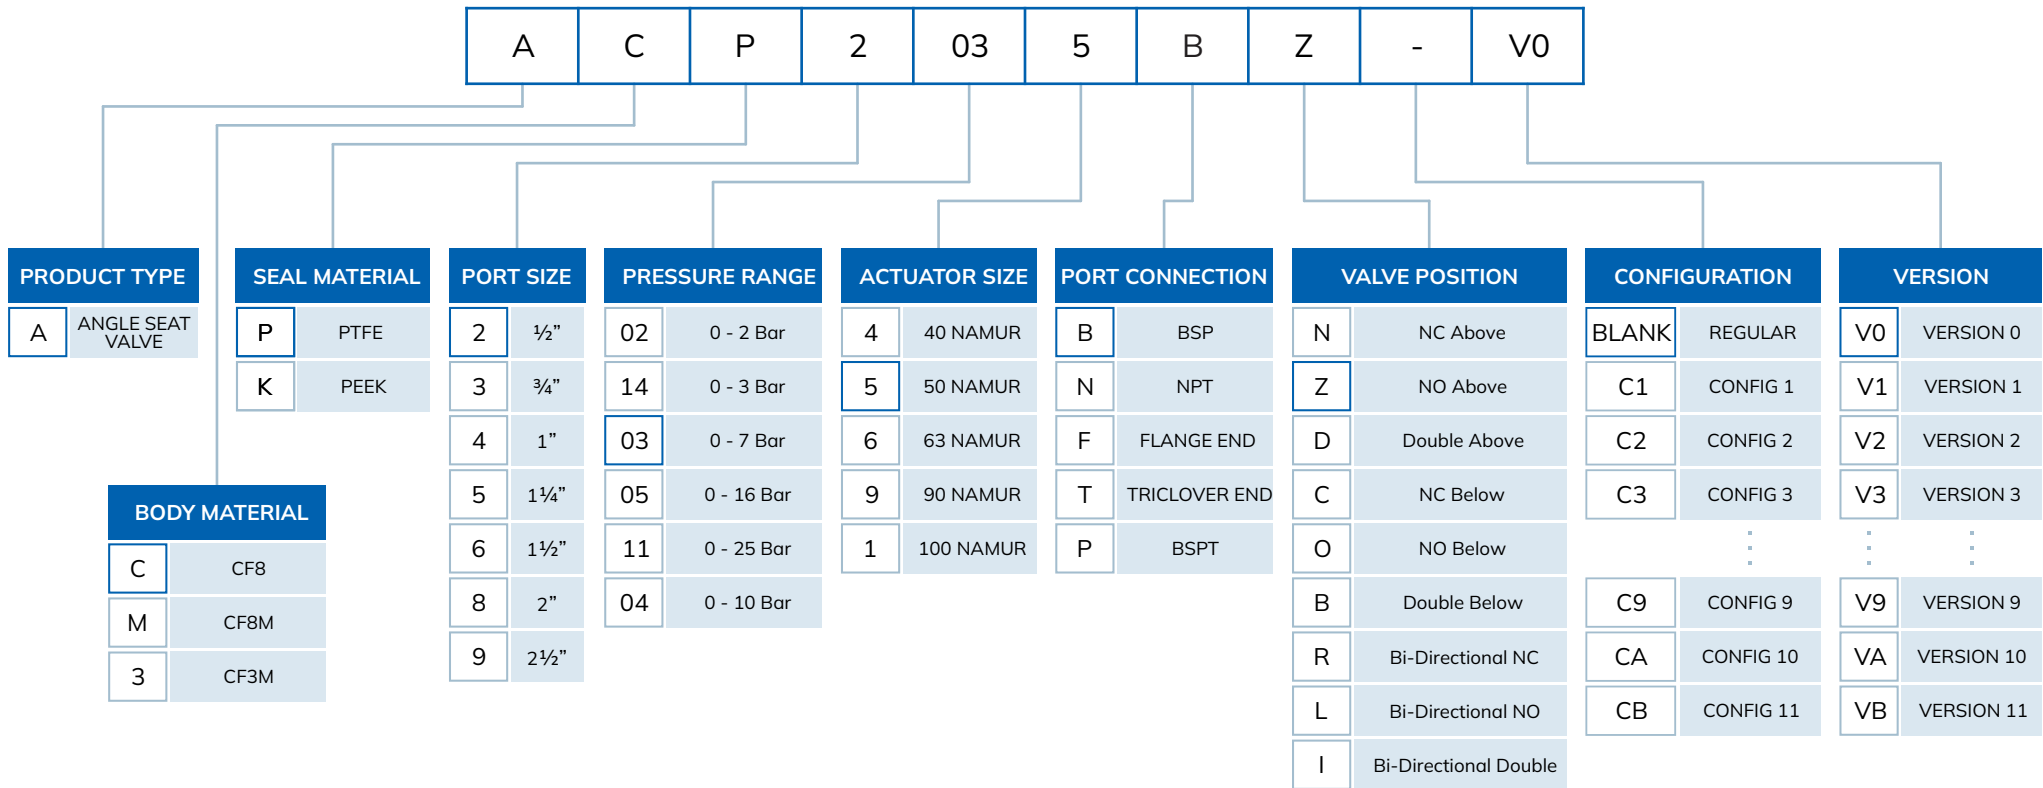 A C P 2 03 5 B Z - V0
PRODUCT TYPE
A ANGLE SEAT
VALVE
BODY MATERIAL
C CF8
M CF8M
3 CF3M
SEAL MATERIAL
P PTFE
K PEEK
PORT SIZE
2 ½”
3 ¾”
4 1”
5 1¼”
6 1½”
8 2”
9 2½”
PRESSURE RANGE
02 0 - 2 Bar
14 0 - 3 Bar
03 0 - 7 Bar
05 0 - 16 Bar
11 0 - 25 Bar
04 0 - 10 Bar
ACTUATOR SIZE
4 40 NAMUR
5 50 NAMUR
6 63 NAMUR
9 90 NAMUR
1 100 NAMUR
PORT CONNECTION
B BSP
N NPT
F FLANGE END
T TRICLOVER END
P BSPT
VALVE POSITION
N NC Above
Z NO Above
D Double Above
C NC Below
O NO Below
B Double Below
R Bi-Directional NC
L Bi-Directional NO
I Bi-Directional Double
CONFIGURATION
BLANK REGULAR
C1 CONFIG 1
C2 CONFIG 2
C3 CONFIG 3
C9 CONFIG 9
CA CONFIG 10
CB CONFIG 11
VERSION
V0 VERSION 0
V1 VERSION 1
V2 VERSION 2
V3 VERSION 3
V9 VERSION 9
VA VERSION 10
VB VERSION 11